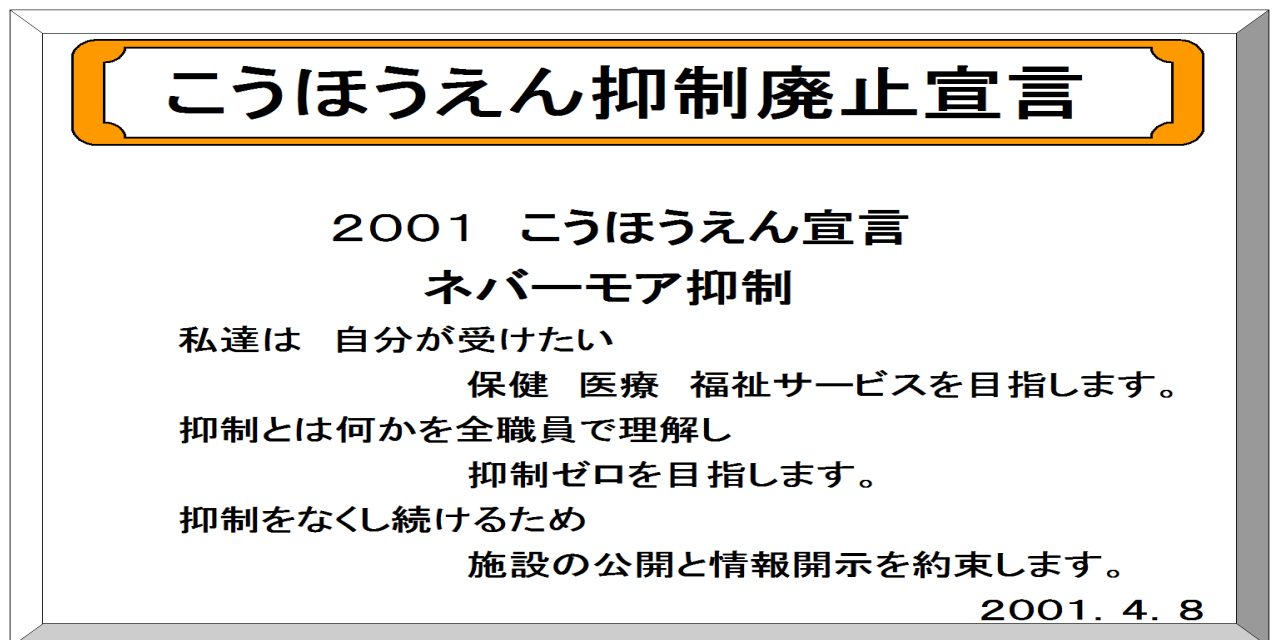 こうほうえん抑制廃止宣言
２００１　こうほうえん宣言
ネバーモア抑制
私達は　自分が受けたい
保健　医療　福祉サービスを目指します。
抑制とは何かを全職員で理解し
抑制ゼロを目指します。
抑制をなくし続けるため
施設の公開と情報開示を約束します。
２００１．４．８